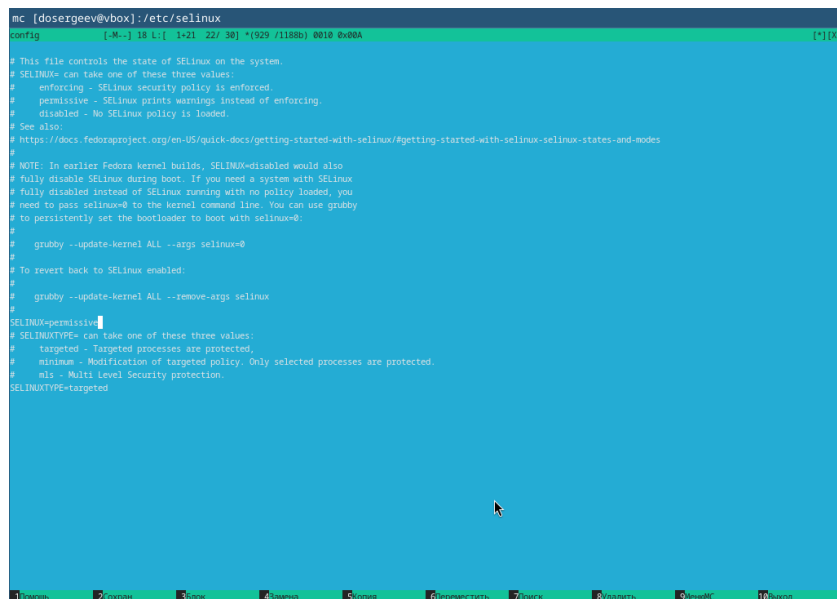 mc [dosergeev@vbox]:/etc/selinux
config [-M--] 18 L:[ 1+21 22/ 30] *(929 /1188b) 0010 0x00A [*][X
# This file controls the state of SELinux on the system.
# SELINUX= can take one of these three values:
# enforcing - SELinux security policy is enforced.
# permissive - SELinux prints warnings instead of enforcing.
# disabled - No SELinux policy is loaded.
# See also:
# https://docs.fedoraproject.org/en-US/quick-docs/getting-started-with-selinux/#getting-started-with-selinux-selinux-states-and-modes
#
# NOTE: In earlier Fedora kernel builds, SELINUX=disabled would also
# fully disable SELinux during boot. If you need a system with SELinux
# fully disabled instead of SELinux running with no policy loaded, you
# need to pass selinux=0 to the kernel command line. You can use grubby
# to persistently set the bootloader to boot with selinux=0:
#
# grubby --update-kernel ALL --args selinux=0
#
# To revert back to SELinux enabled:
#
# grubby --update-kernel ALL --remove-args selinux
#
SELINUX=permissive
# SELINUXTYPE= can take one of these three values:
# targeted - Targeted processes are protected,
# minimum - Modification of targeted policy. Only selected processes are protected.
# mls - Multi Level Security protection.
SELINUXTYPE=targeted
1Помощь 2Сохран 3Блок 4Замена 5Копия 6Переместить 7Поиск 8Удалить 9МенюMC 10Выход